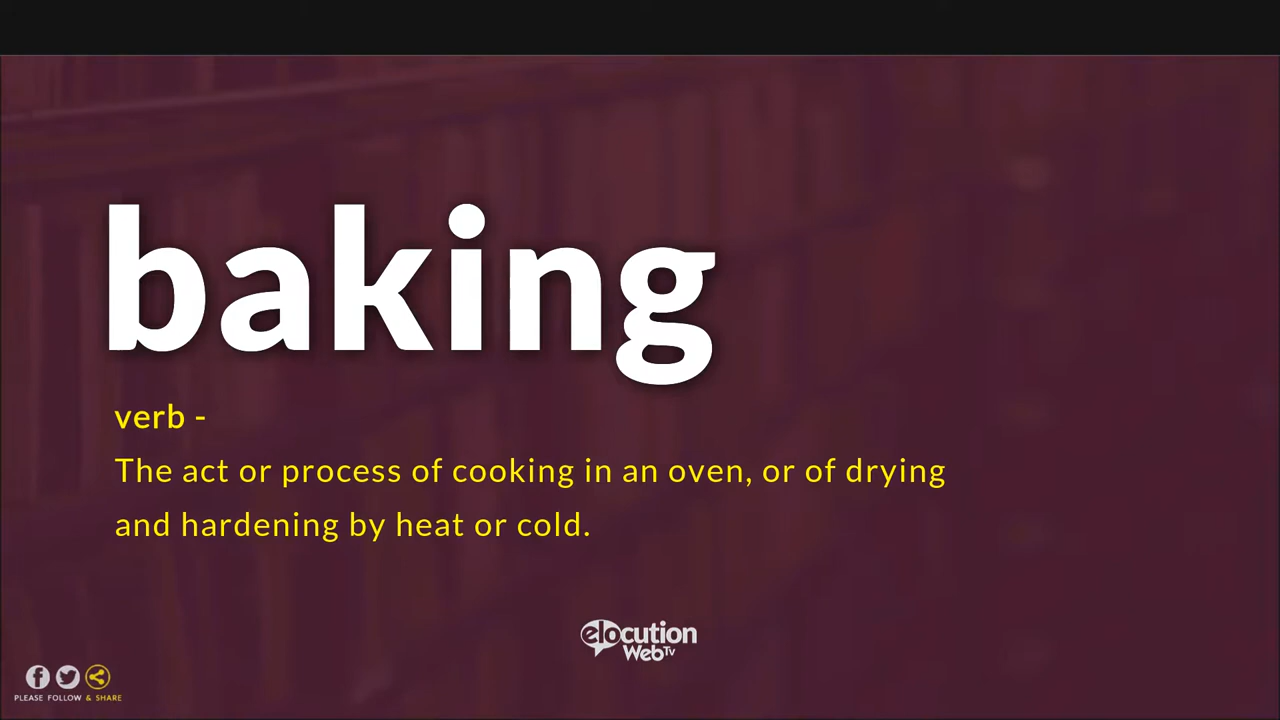 baking
verb -
The act or process of cooking in an oven, or of drying
and hardening by heat or cold.
elocution
WebTv
PLEASE FOLLOW & SHARE